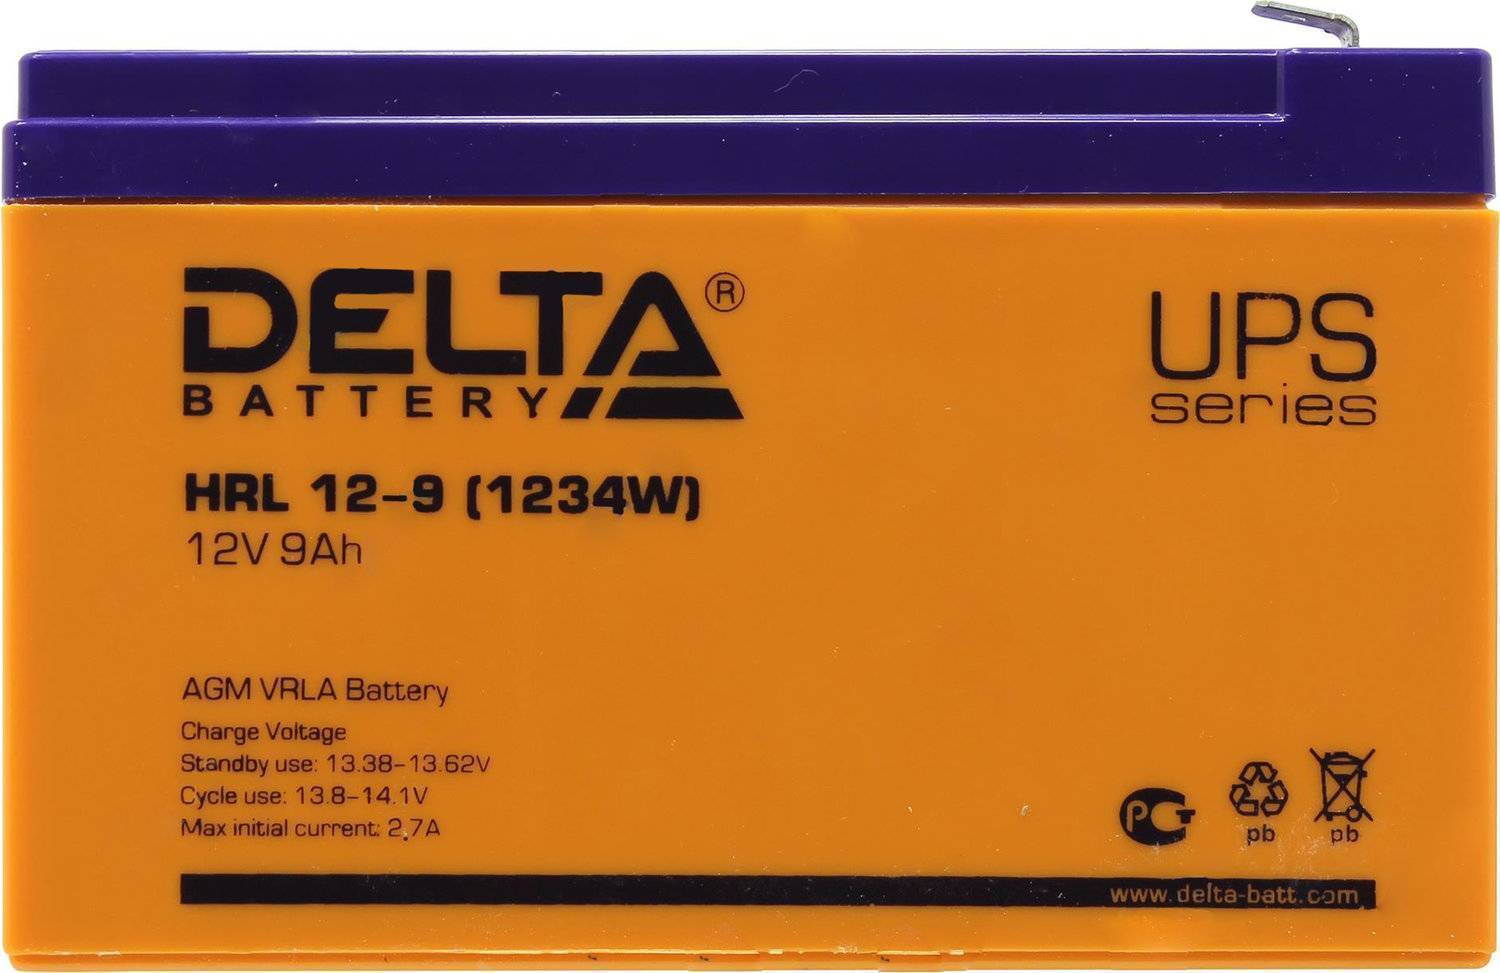 DELTA®
BATTERY
UPS
series
HRL 12-9 (1234W)
12V 9Ah
AGM VRLA Battery
Charge Voltage
Standby use: 13.38-13.62V
Cycle use: 13.8-14.1V
Max initial current: 2,7A
PCT
pb
pb
www.delta-batt.com